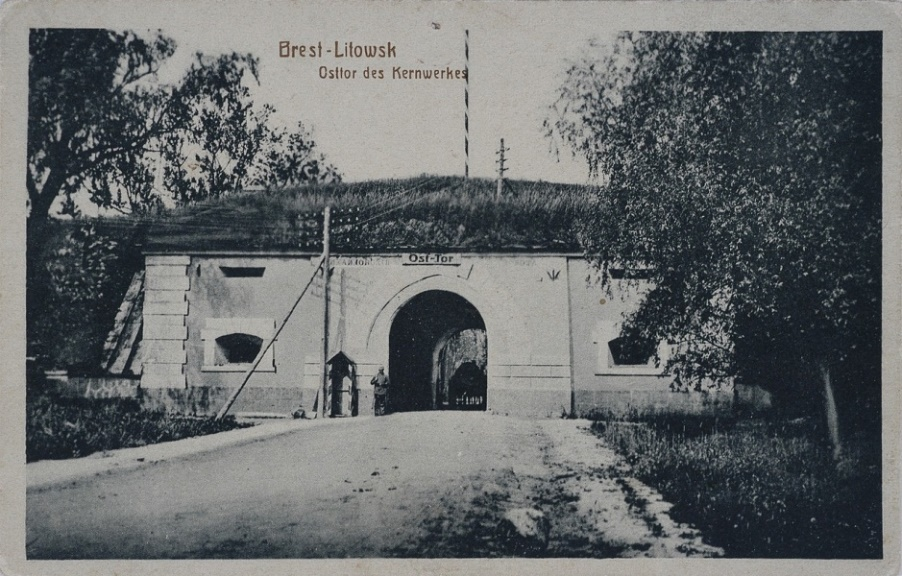 Brest-Litowsk
Osttor des Kernwerkes
Ost-Tor